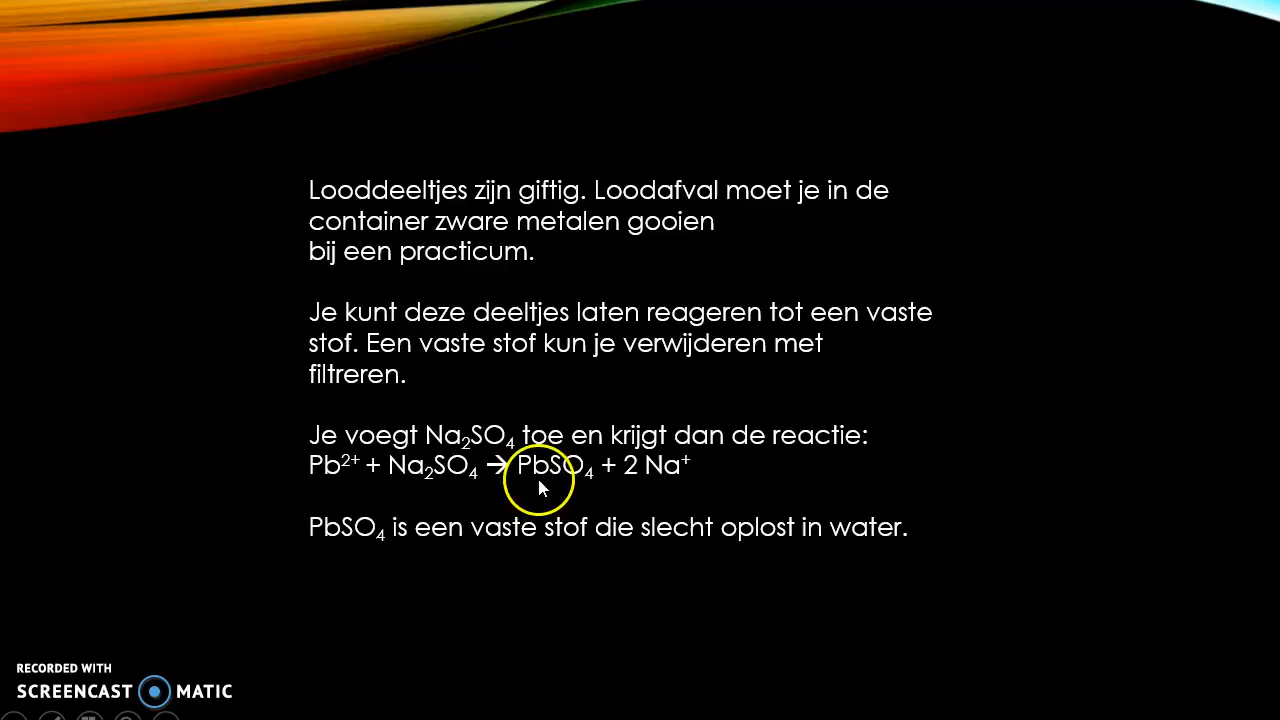 Looddeeltjes zijn giftig. Loodafval moet je in de
container zware metalen gooien
bij een practicum.
Je kunt deze deeltjes laten reageren tot een vaste
stof. Een vaste stof kun je verwijderen met
filtreren.
Je voegt Na₂SO₄ toe en krijgt dan de reactie:
Pb²⁺ + Na₂SO₄ → PbSO₄ + 2 Na⁺
PbSO₄ is een vaste stof die slecht oplost in water.
RECORDED WITH
SCREENCAST MATIC